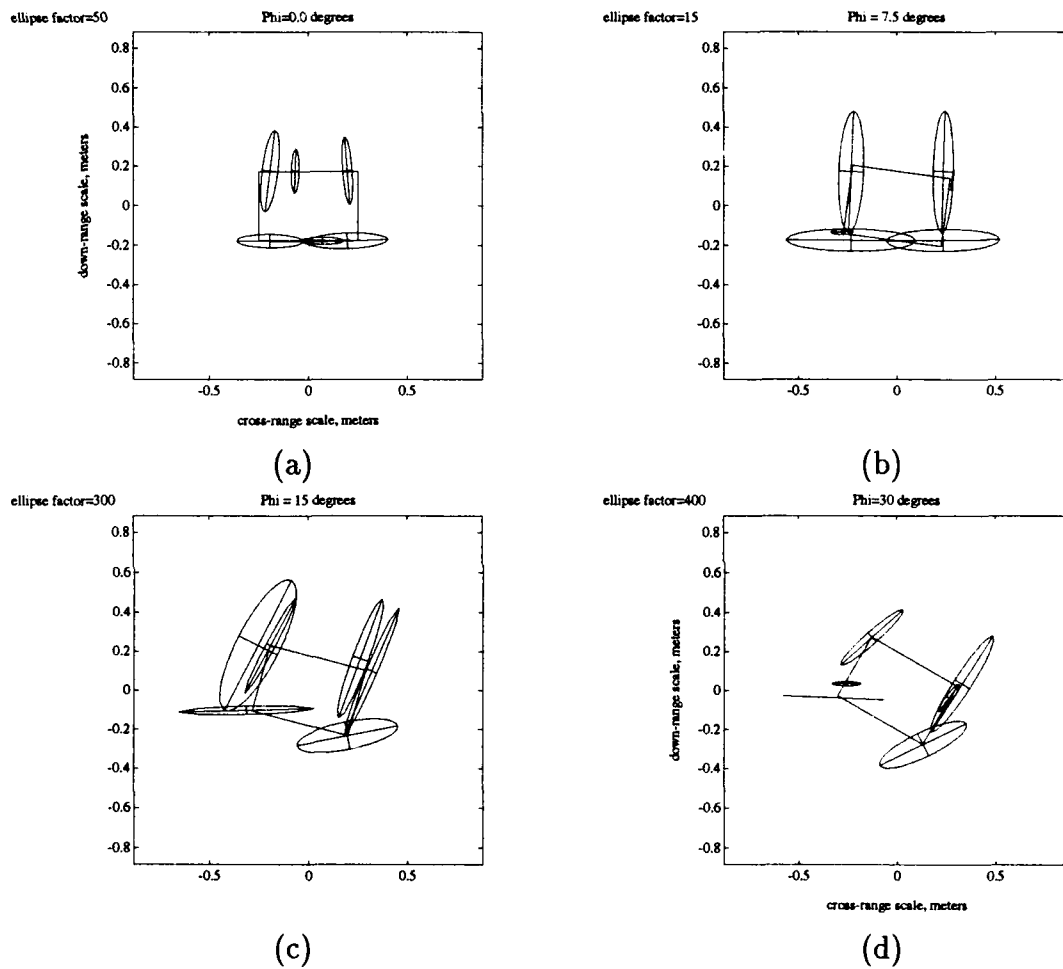 ellipse factor=50 Phi=0.0 degrees
0.8
0.6
0.4
0.2
0
-0.2
-0.4
-0.6
-0.8
down-range scale, meters
-0.5 0 0.5
cross-range scale, meters
(a)
ellipse factor=15 Phi = 7.5 degrees
0.8
0.6
0.4
0.2
0
-0.2
-0.4
-0.6
-0.8
-0.5 0 0.5
(b)
ellipse factor=300 Phi = 15 degrees
0.8
0.6
0.4
0.2
0
-0.2
-0.4
-0.6
-0.8
-0.5 0 0.5
(c)
ellipse factor=400 Phi=30 degrees
0.8
0.6
0.4
0.2
0
-0.2
-0.4
-0.6
-0.8
down-range scale, meters
-0.5 0 0.5
cross-range scale, meters
(d)